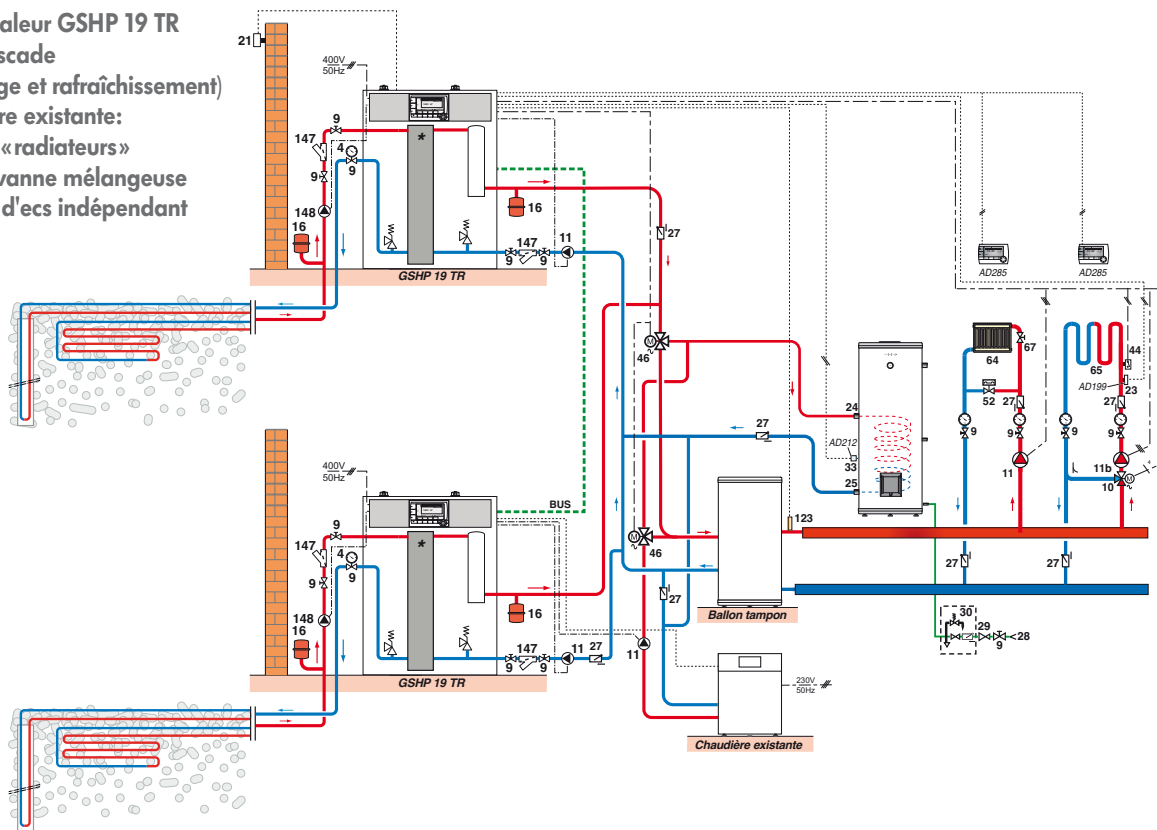 aleur GSHP 19 TR
scade
ge et rafraîchissement)
re existante:
«radiateurs»
vanne mélangeuse
d'ecs indépendant
21
400V
50Hz
9
147
4
*
9
9
148
16
16
27
147
11
9
9
GSHP 19 TR
AD285
AD285
46
24
27
AD212
33
25
64
67
52
27
9
9
11
65
44
AD199
23
27
9
9
11b
10
400V
50Hz
BUS
9
147
4
*
9
9
148
16
16
147
11
27
9
9
GSHP 19 TR
46
27
123
Ballon tampon
27
27
30
29
28
9
11
230V
50Hz
Chaudière existante